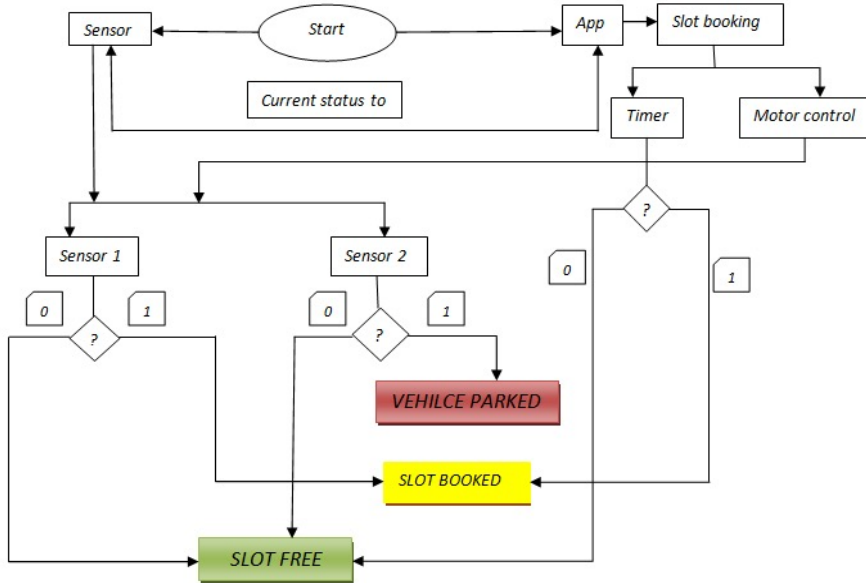 Start
Sensor
App
Slot booking
Current status to
Timer
Motor control
?
Sensor 1
Sensor 2
0
1
0
1
0
1
?
?
VEHILCE PARKED
SLOT BOOKED
SLOT FREE